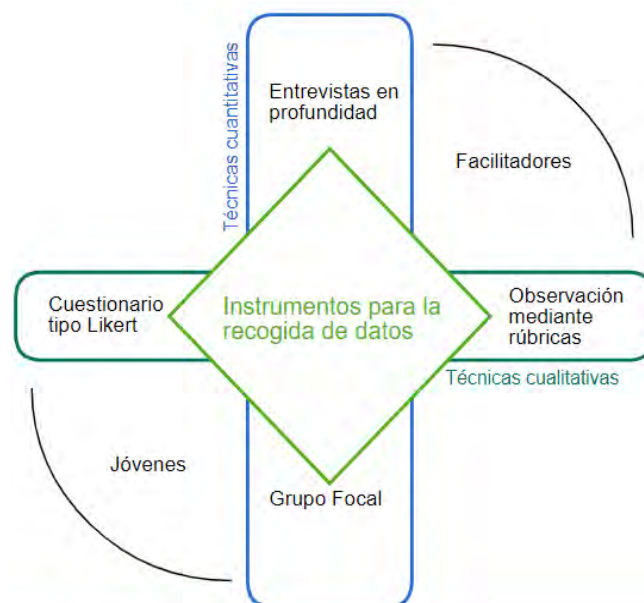 Técnicas cuantitativas
Entrevistas en
profundidad
Facilitadores
Cuestionario
tipo Likert
Instrumentos para la
recogida de datos
Observación
mediante
rúbricas
Técnicas cualitativas
Jóvenes
Grupo Focal